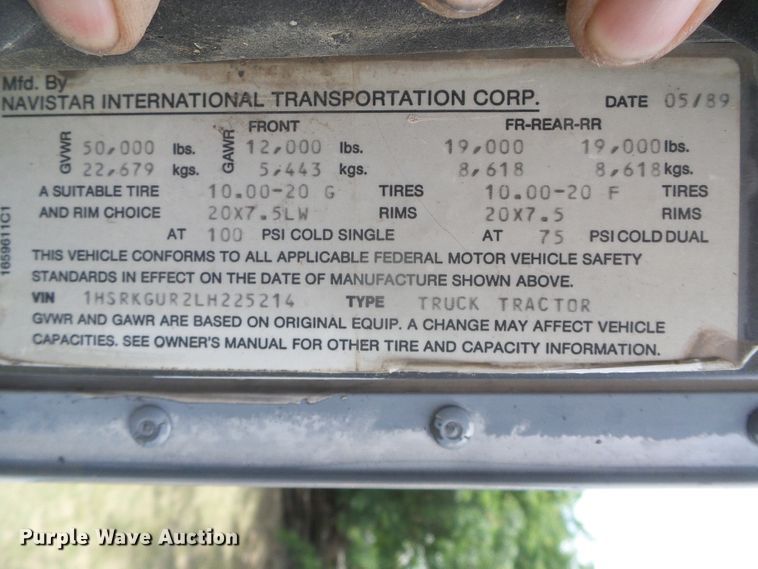 Mfd. By
NAVISTAR INTERNATIONAL TRANSPORTATION CORP. DATE 05/89
FRONT FR-REAR-RR
GVWR 50,000 lbs. GAWR 12,000 lbs. 19,000 19,000 lbs.
22,679 kgs. 5,443 kgs. 8,618 8,618 kgs.
A SUITABLE TIRE 10.00-20 G TIRES 10.00-20 F TIRES
AND RIM CHOICE 20X7.5LW RIMS 20X7.5 RIMS
AT 100 PSI COLD SINGLE AT 75 PSI COLD DUAL
THIS VEHICLE CONFORMS TO ALL APPLICABLE FEDERAL MOTOR VEHICLE SAFETY
STANDARDS IN EFFECT ON THE DATE OF MANUFACTURE SHOWN ABOVE.
VIN 1HSRKGUR2LH225214 TYPE TRUCK TRACTOR
GVWR AND GAWR ARE BASED ON ORIGINAL EQUIP. A CHANGE MAY AFFECT VEHICLE
CAPACITIES. SEE OWNER'S MANUAL FOR OTHER TIRE AND CAPACITY INFORMATION.
1659611C1
Purple Wave Auction